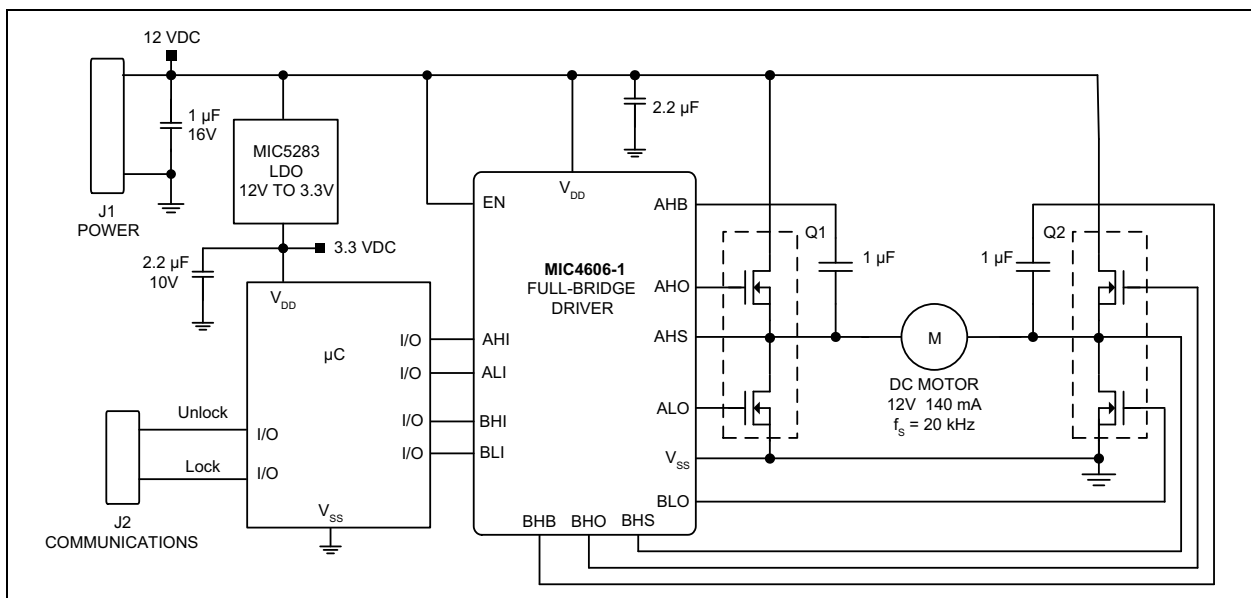 12 VDC
1 µF
16V
J1
POWER
MIC5283
LDO
12V TO 3.3V
3.3 VDC
2.2 µF
10V
2.2 µF
V_DD
µC
I/O
I/O
I/O
I/O
Unlock
I/O
Lock
I/O
V_SS
J2
COMMUNICATIONS
EN
V_DD
MIC4606-1
FULL-BRIDGE
DRIVER
AHI
ALI
BHI
BLI
AHB
AHO
AHS
ALO
V_SS
BLO
BHB
BHO
BHS
Q1
1 µF
1 µF
Q2
M
DC MOTOR
12V 140 mA
f_S = 20 kHz